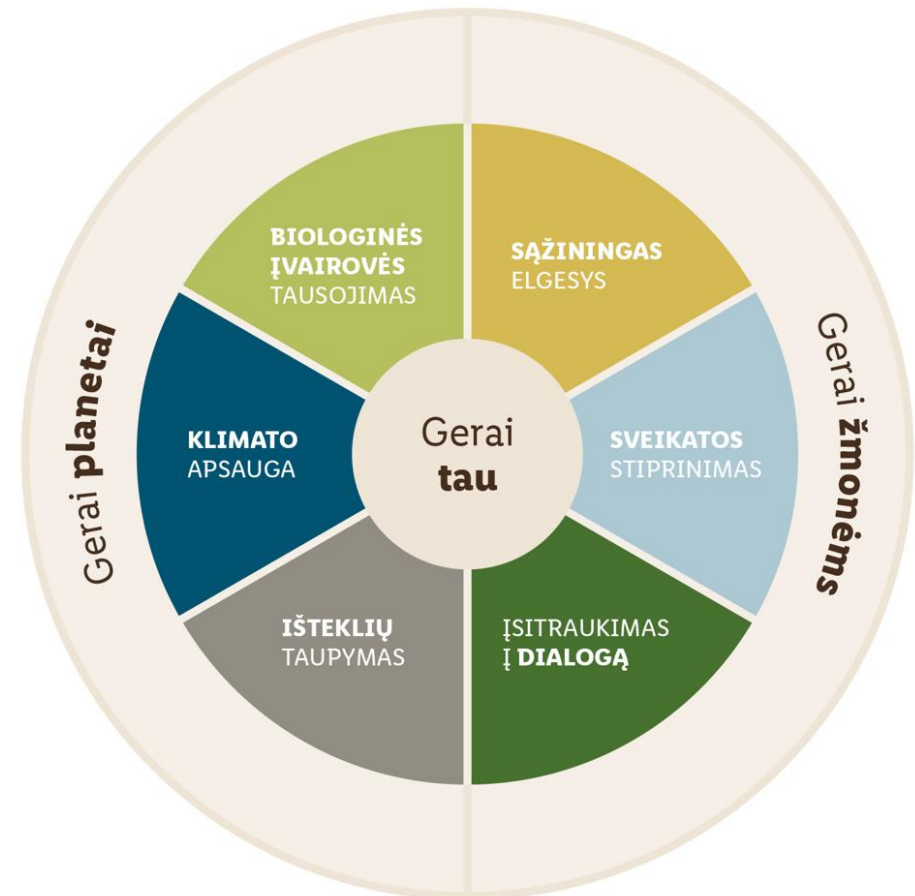 BIOLOGINĖS
ĮVAIROVĖS
TAUSOJIMAS
SĄŽININGAS
ELGESYS
Gerai planetai
KLIMATO
APSAUGA
Gerai
tau
SVEIKATOS
STIPRINIMAS
Gerai žmonėms
IŠTEKLIŲ
TAUPYMAS
ĮSITRAUKIMAS
Į DIALOGĄ